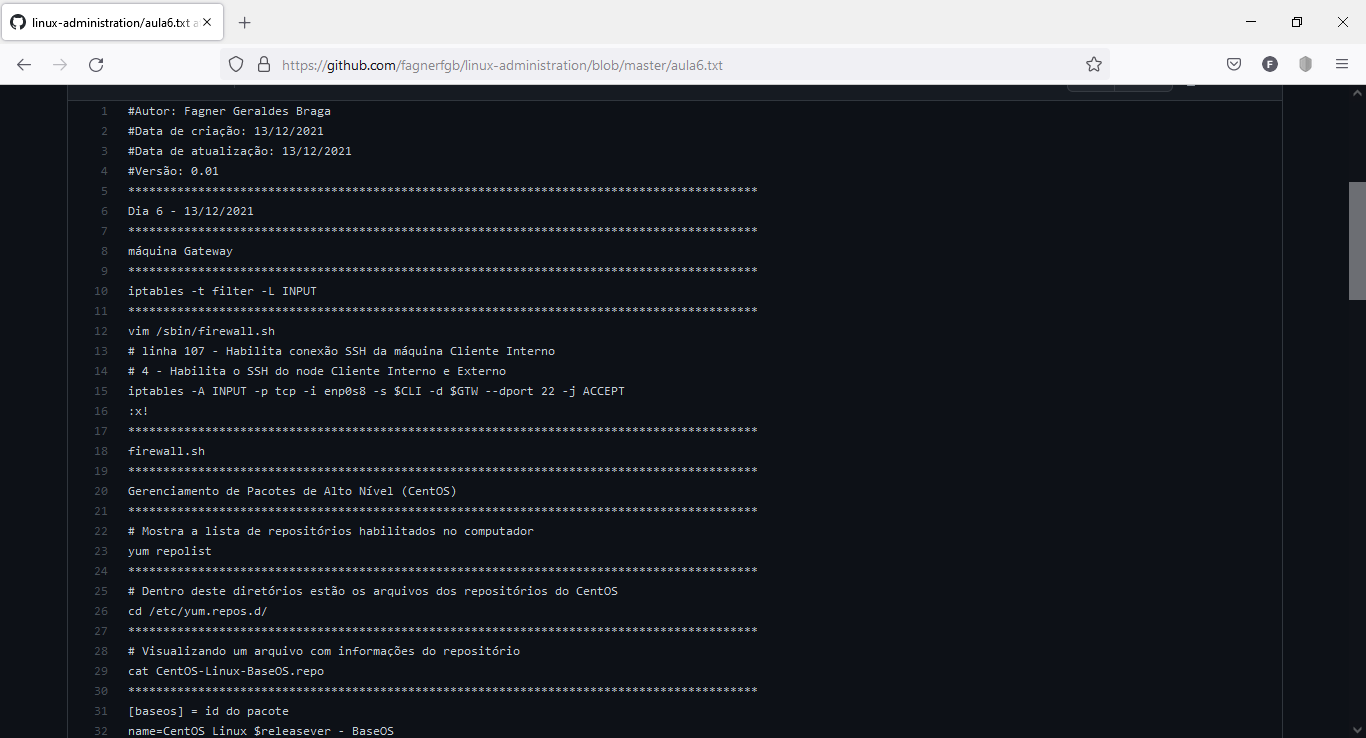 linux-administration/aula6.txt a
https://github.com/fagnerfgb/linux-administration/blob/master/aula6.txt
F
1 #Autor: Fagner Geraldes Braga
2 #Data de criação: 13/12/2021
3 #Data de atualização: 13/12/2021
4 #Versão: 0.01
5 ******************************************************************************************
6 Dia 6 - 13/12/2021
7 ******************************************************************************************
8 máquina Gateway
9 ******************************************************************************************
10 iptables -t filter -L INPUT
11 ******************************************************************************************
12 vim /sbin/firewall.sh
13 # linha 107 - Habilita conexão SSH da máquina Cliente Interno
14 # 4 - Habilita o SSH do node Cliente Interno e Externo
15 iptables -A INPUT -p tcp -i enp0s8 -s $CLI -d $GTW --dport 22 -j ACCEPT
16 :x!
17 ******************************************************************************************
18 firewall.sh
19 ******************************************************************************************
20 Gerenciamento de Pacotes de Alto Nível (CentOS)
21 ******************************************************************************************
22 # Mostra a lista de repositórios habilitados no computador
23 yum repolist
24 ******************************************************************************************
25 # Dentro deste diretórios estão os arquivos dos repositórios do CentOS
26 cd /etc/yum.repos.d/
27 ******************************************************************************************
28 # Visualizando um arquivo com informações do repositório
29 cat CentOS-Linux-BaseOS.repo
30 ******************************************************************************************
31 [baseos] = id do pacote
32 name=CentOS Linux $releasever - BaseOS